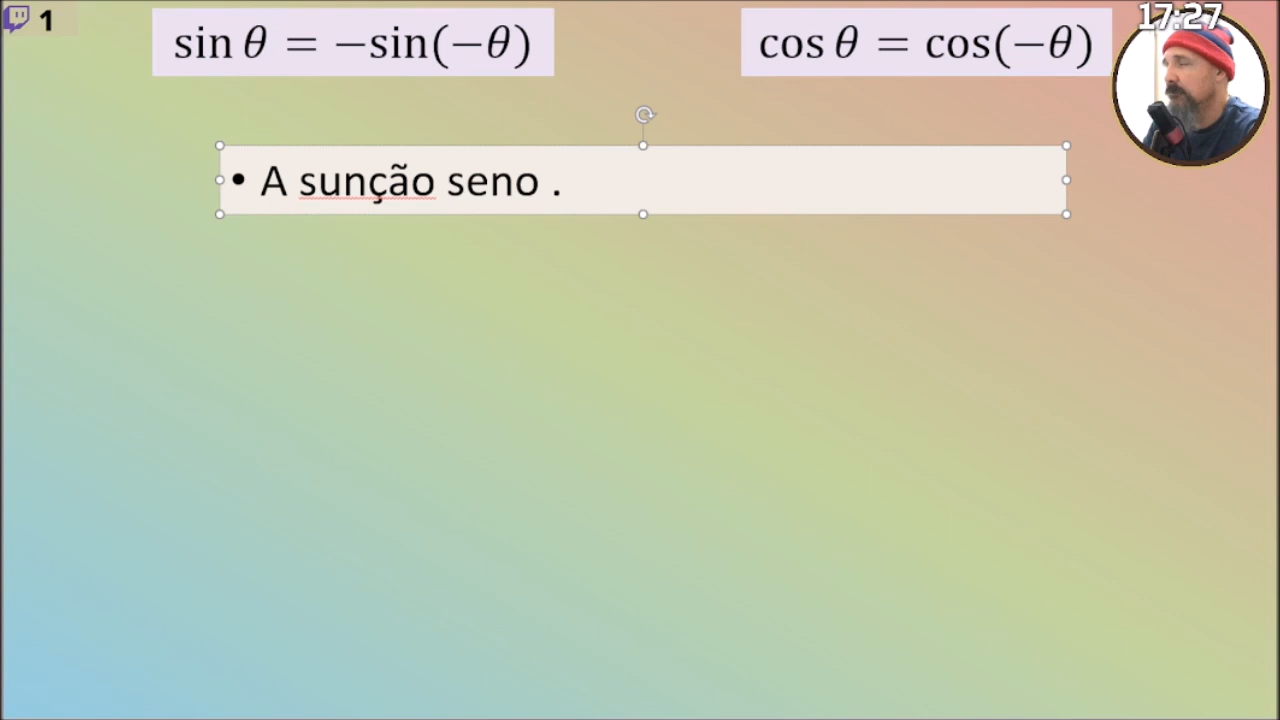 1
17:27
sin θ = −sin(−θ)
cos θ = cos(−θ)
• A sunção seno .